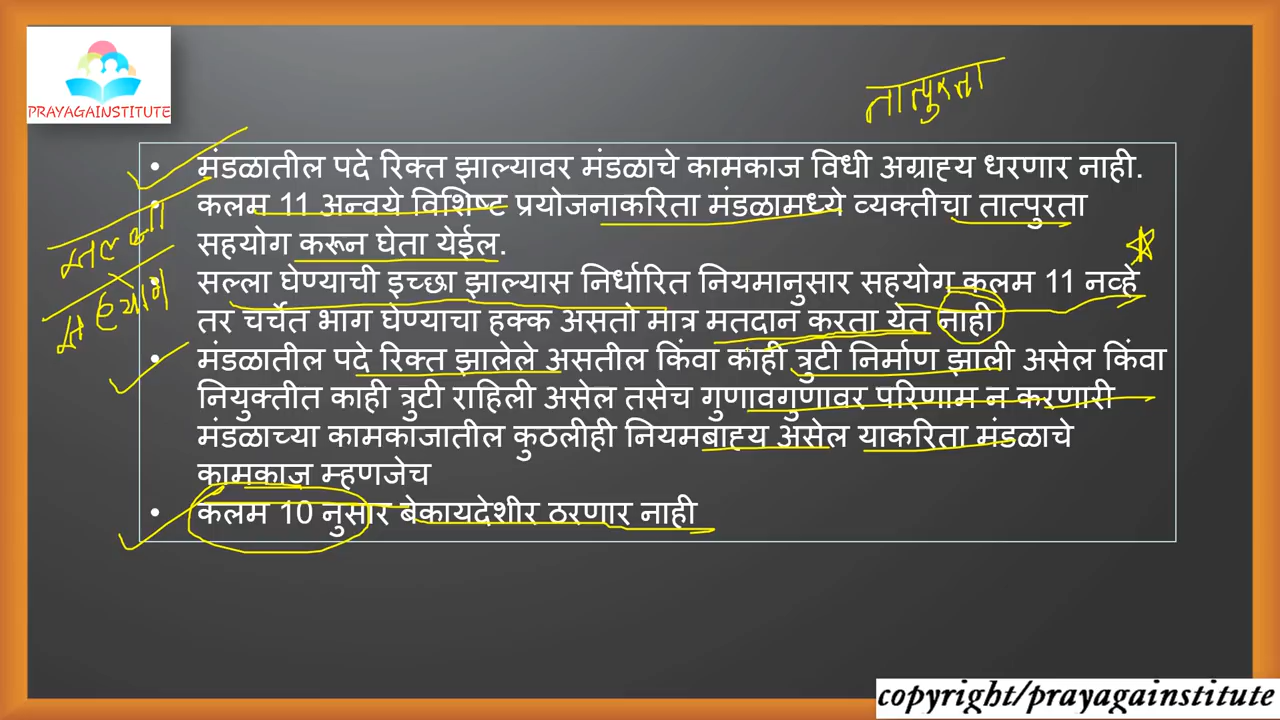 PRAYAGAINSTITUTE
तात्पुरता
• मंडळातील पदे रिक्त झाल्यावर मंडळाचे कामकाज विधी अग्राह्य धरणार नाही.
• कलम 11 अन्वये विशिष्ट प्रयोजनाकरिता मंडळामध्ये व्यक्तीचा तात्पुरता
सहयोग करून घेता येईल.
• सल्ला घेण्याची इच्छा झाल्यास निर्धारित नियमानुसार सहयोग कलम 11 नव्हे
तर चर्चेत भाग घेण्याचा हक्क असतो मात्र मतदान करता येत नाही
• मंडळातील पदे रिक्त झालेले असतील किंवा काही त्रुटी निर्माण झाली असेल किंवा
नियुक्तीत काही त्रुटी राहिली असेल तसेच गुणावगुणावर परिणाम न करणारी
मंडळाच्या कामकाजातील कुठलीही नियमबाह्य असेल याकरिता मंडळाचे
कामकाज म्हणजेच
• कलम 10 नुसार बेकायदेशीर ठरणार नाही
copyright/prayagainstitute